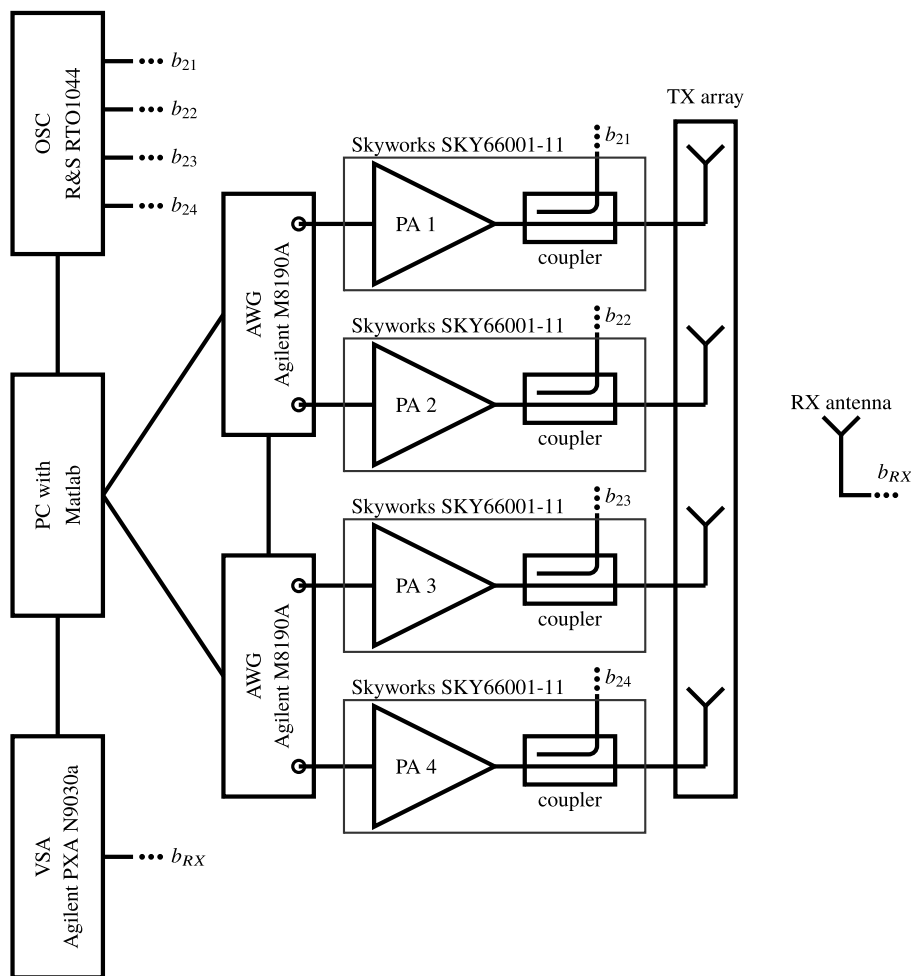 OSC
R&S RTO1044
b21
b22
b23
b24
PC with
Matlab
VSA
Agilent PXA N9030a
bRX
AWG
Agilent M8190A
AWG
Agilent M8190A
Skyworks SKY66001-11
b21
PA 1
coupler
Skyworks SKY66001-11
b22
PA 2
coupler
Skyworks SKY66001-11
b23
PA 3
coupler
Skyworks SKY66001-11
b24
PA 4
coupler
TX array
RX antenna
bRX